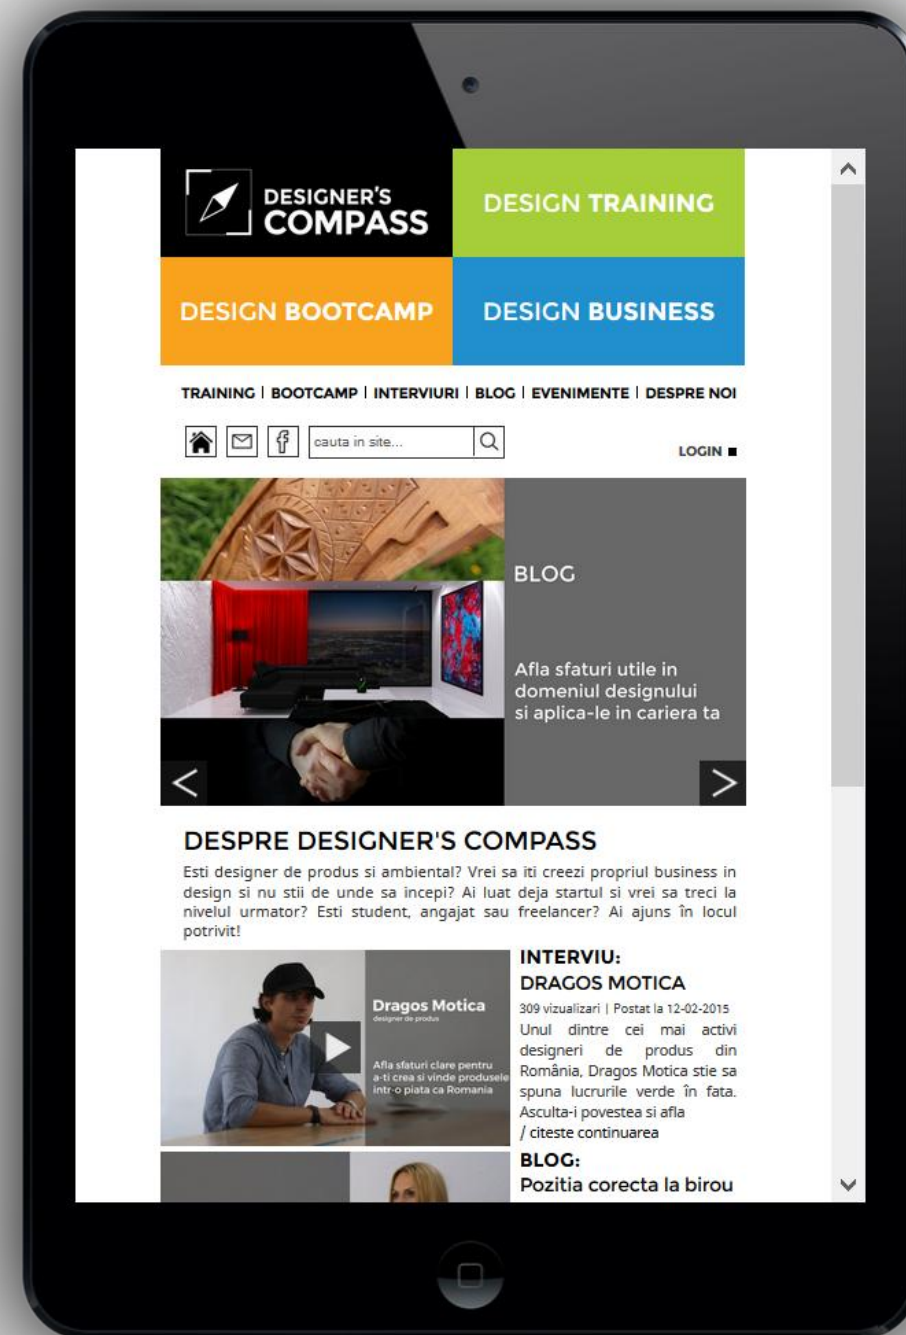 DESIGNER'S
COMPASS
DESIGN TRAINING
DESIGN BOOTCAMP
DESIGN BUSINESS
TRAINING | BOOTCAMP | INTERVIURI | BLOG | EVENIMENTE | DESPRE NOI
cauta in site...
LOGIN
BLOG
Afla sfaturi utile in
domeniul designului
si aplica-le in cariera ta
DESPRE DESIGNER'S COMPASS
Esti designer de produs si ambiental? Vrei sa iti creezi propriul business in
design si nu stii de unde sa incepi? Ai luat deja startul si vrei sa treci la
nivelul urmator? Esti student, angajat sau freelancer? Ai ajuns în locul
potrivit!
Dragos Motica
designer de produs
Afla sfaturi clare pentru
a-ti crea si vinde produsele
intr-o piata ca Romania
INTERVIU:
DRAGOS MOTICA
309 vizualizari | Postat la 12-02-2015
Unul dintre cei mai activi
designeri de produs din
România, Dragos Motica stie sa
spuna lucrurile verde în fata.
Asculta-i povestea si afla
/ citeste continuarea
BLOG:
Pozitia corecta la birou